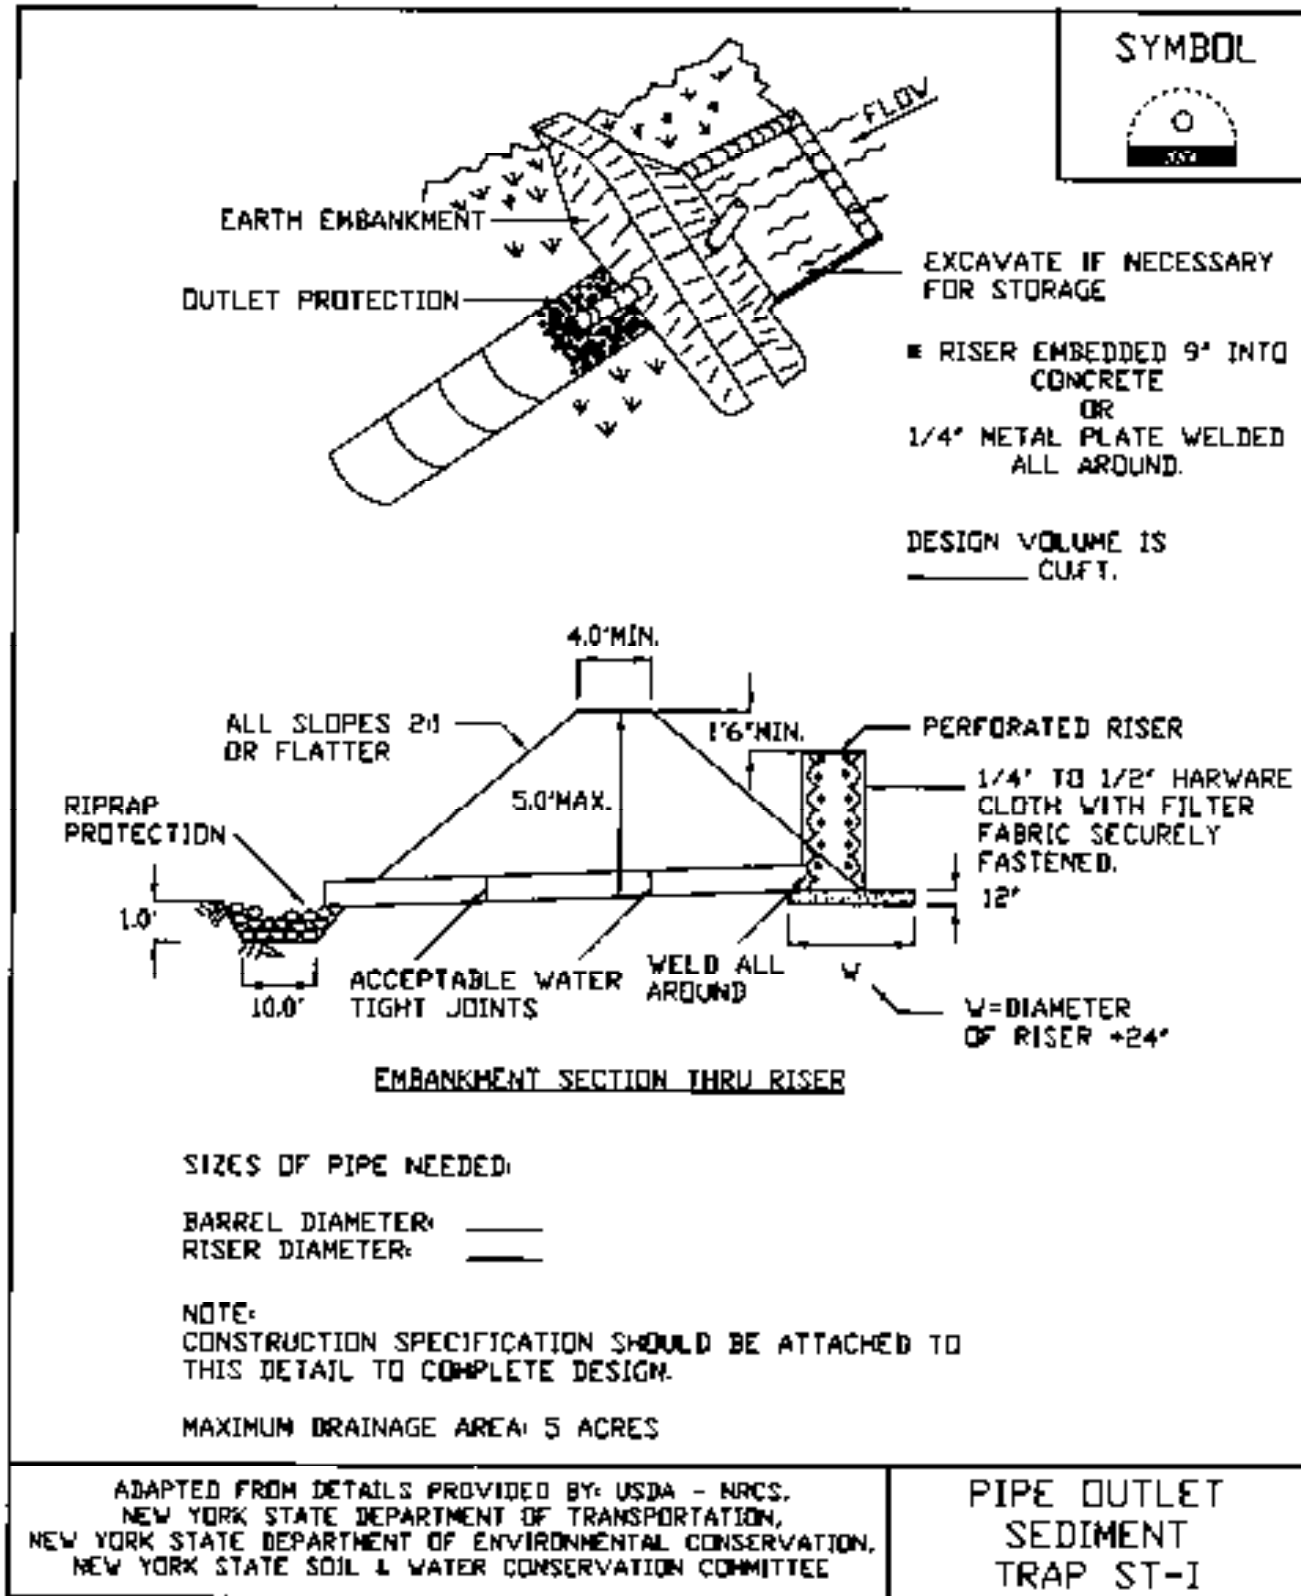 SYMBOL
FLOW
EARTH EMBANKMENT
OUTLET PROTECTION
EXCAVATE IF NECESSARY
FOR STORAGE
* RISER EMBEDDED 9" INTO
CONCRETE
OR
1/4" METAL PLATE WELDED
ALL AROUND.
DESIGN VOLUME IS
______ CU.FT.
4.0'MIN.
ALL SLOPES 2:1
OR FLATTER
1'6"MIN.
PERFORATED RISER
5.0'MAX.
1/4" TO 1/2" HARWARE
CLOTH WITH FILTER
FABRIC SECURELY
FASTENED.
RIPRAP
PROTECTION
12"
1.0'
10.0'
ACCEPTABLE WATER
TIGHT JOINTS
WELD ALL
AROUND
W
W=DIAMETER
OF RISER +24"
EMBANKMENT SECTION THRU RISER
SIZES OF PIPE NEEDED:
BARREL DIAMETER: ____
RISER DIAMETER: ____
NOTE:
CONSTRUCTION SPECIFICATION SHOULD BE ATTACHED TO
THIS DETAIL TO COMPLETE DESIGN.
MAXIMUM DRAINAGE AREA: 5 ACRES
ADAPTED FROM DETAILS PROVIDED BY: USDA - NRCS,
NEW YORK STATE DEPARTMENT OF TRANSPORTATION,
NEW YORK STATE DEPARTMENT OF ENVIRONMENTAL CONSERVATION,
NEW YORK STATE SOIL & WATER CONSERVATION COMMITTEE
PIPE OUTLET
SEDIMENT
TRAP ST-I